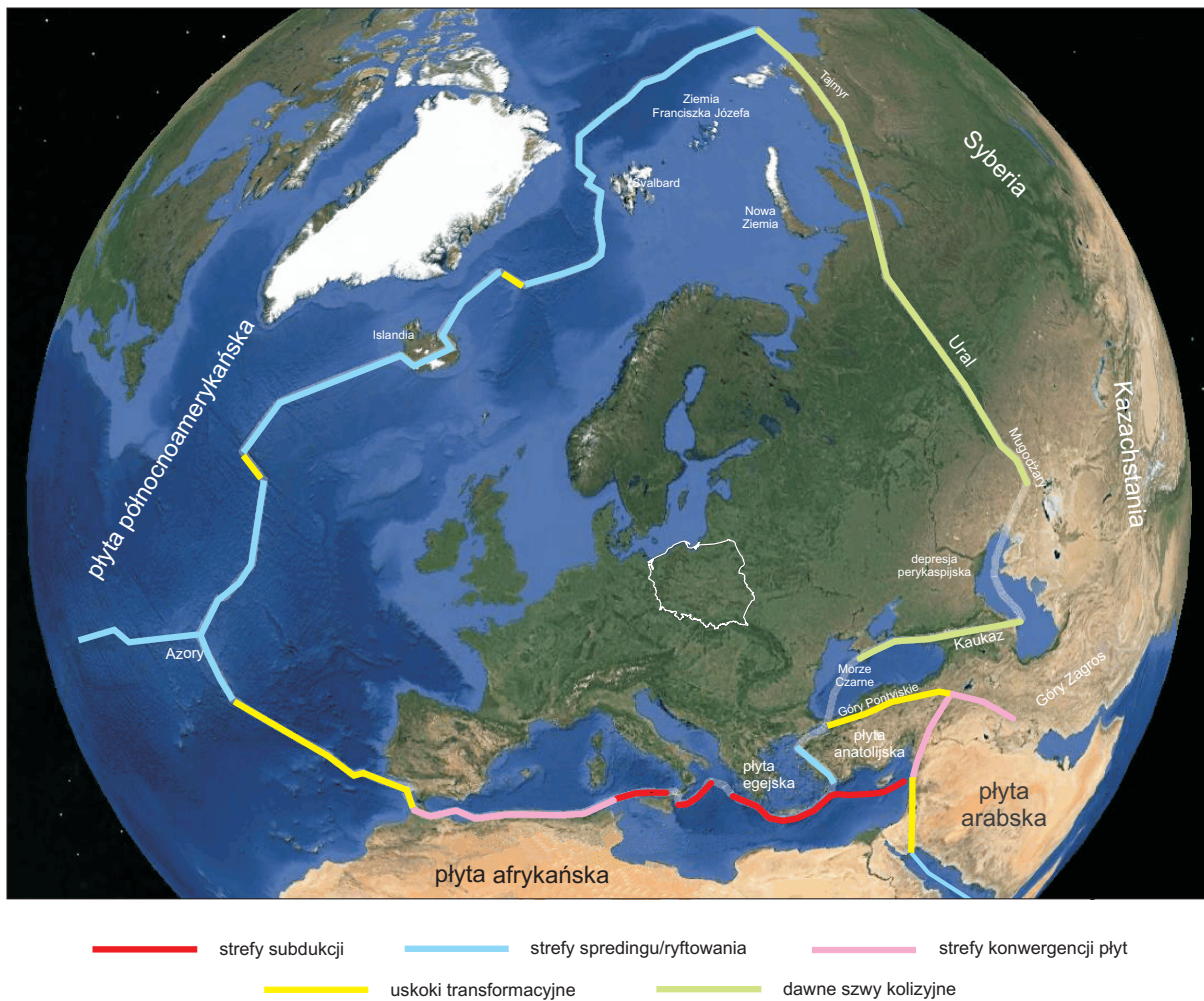 Tajmyr
Ziemia
Franciszka Józefa
Syberia
Svalbard
Nowa
Ziemia
Islandia
Ural
płyta północnoamerykańska
Kazachstania
Mugodżary
depresja
perykaspijska
Azory
Kaukaz
Morze
Czarne
Góry Zagros
Góry Pontyjskie
płyta
anatolijska
płyta
egejska
płyta
arabska
płyta afrykańska
strefy subdukcji
strefy spredingu/ryftowania
strefy konwergencji płyt
uskoki transformacyjne
dawne szwy kolizyjne